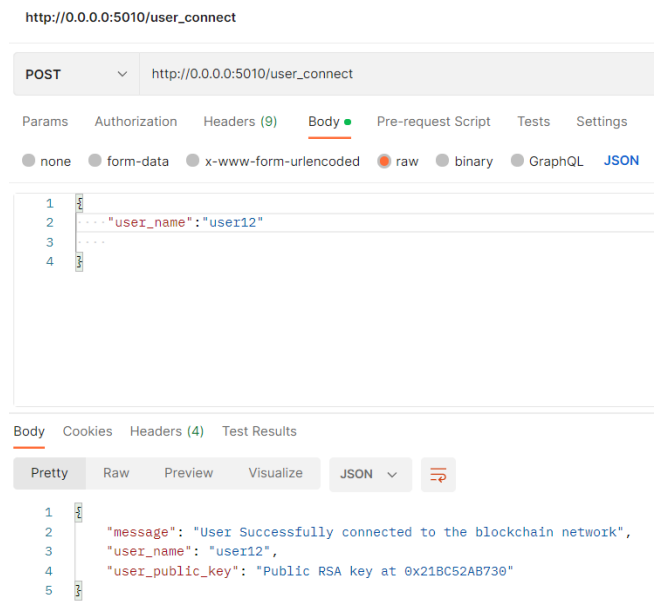 http://0.0.0.0:5010/user_connect
POST http://0.0.0.0:5010/user_connect
Params Authorization Headers (9) Body Pre-request Script Tests Settings
none form-data x-www-form-urlencoded raw binary GraphQL JSON
1 {
2 "user_name":"user12"
3
4 }
Body Cookies Headers (4) Test Results
Pretty Raw Preview Visualize JSON
1 {
2 "message": "User Successfully connected to the blockchain network",
3 "user_name": "user12",
4 "user_public_key": "Public RSA key at 0x21BC52AB730"
5 }